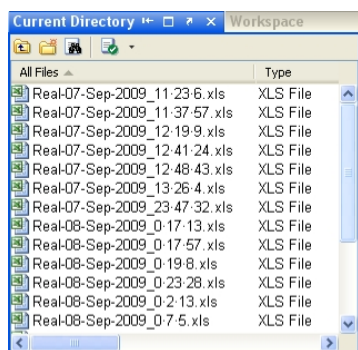 Current Directory Workspace
All Files Type
Real-07-Sep-2009_11·23·6.xls XLS File
Real-07-Sep-2009_11·37·57.xls XLS File
Real-07-Sep-2009_12·19·9.xls XLS File
Real-07-Sep-2009_12·41·24.xls XLS File
Real-07-Sep-2009_12·48·43.xls XLS File
Real-07-Sep-2009_13·26·4.xls XLS File
Real-07-Sep-2009_23·47·32.xls XLS File
Real-08-Sep-2009_0·17·13.xls XLS File
Real-08-Sep-2009_0·17·57.xls XLS File
Real-08-Sep-2009_0·19·8.xls XLS File
Real-08-Sep-2009_0·23·28.xls XLS File
Real-08-Sep-2009_0·2·13.xls XLS File
Real-08-Sep-2009_0·7·5.xls XLS File